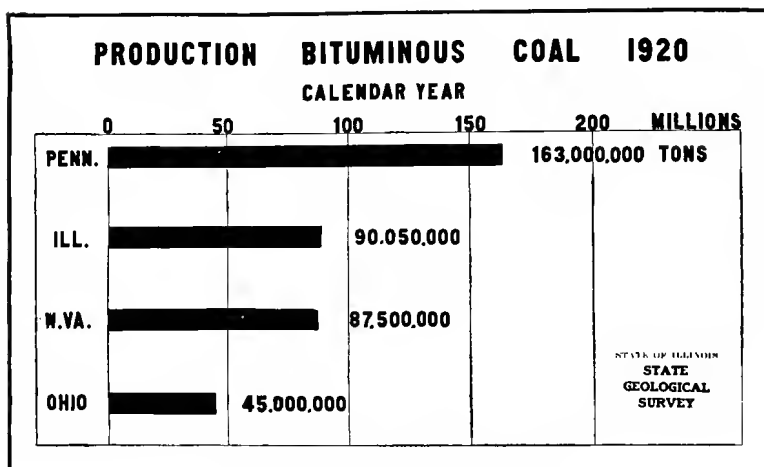 PRODUCTION BITUMINOUS COAL 1920
CALENDAR YEAR
0 50 100 150 200 MILLIONS
PENN. 163,000,000 TONS
ILL. 90.050,000
W.VA. 87,500,000
OHIO 45,000,000
STATE OF ILLINOIS
STATE
GEOLOGICAL
SURVEY